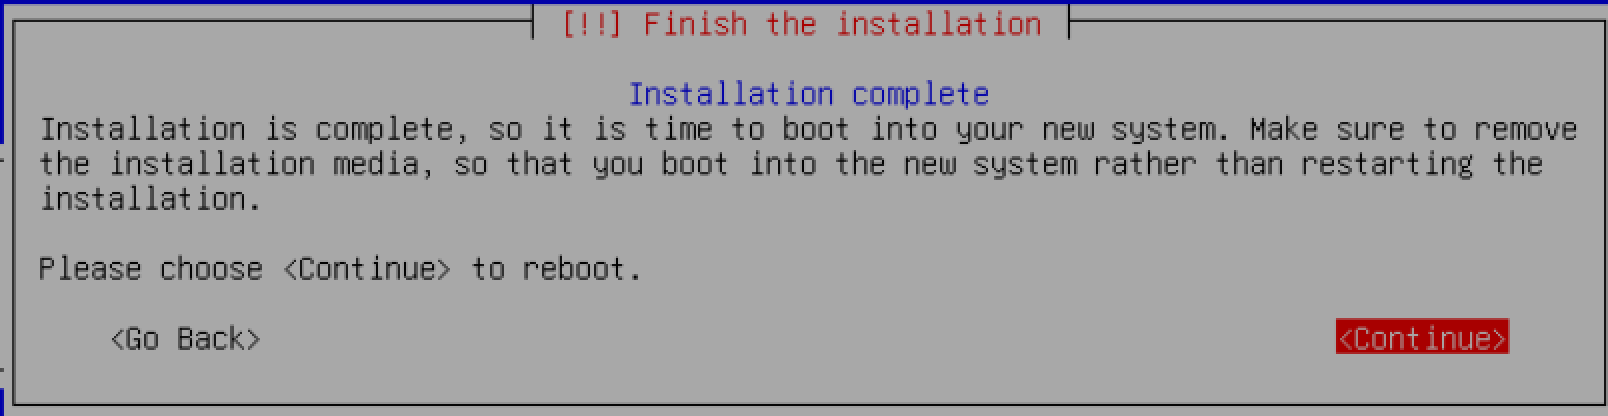 [!!] Finish the installation
Installation complete
Installation is complete, so it is time to boot into your new system. Make sure to remove
the installation media, so that you boot into the new system rather than restarting the
installation.
Please choose <Continue> to reboot.
<Go Back> <Continue>